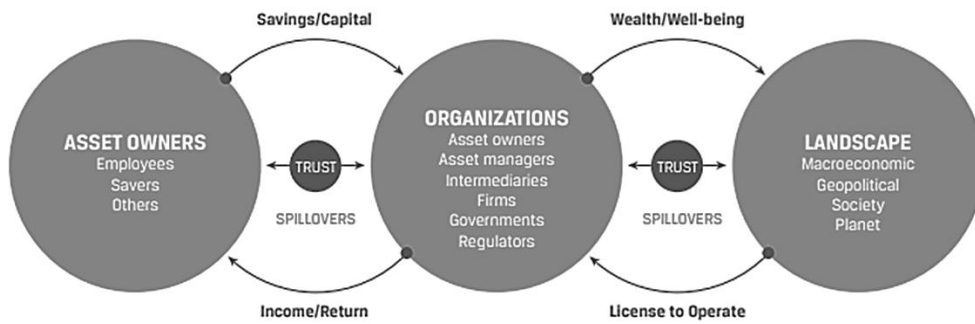 Savings/Capital
Wealth/Well-being
ASSET OWNERS
Employees
Savers
Others
TRUST
SPILLOVERS
ORGANIZATIONS
Asset owners
Asset managers
Intermediaries
Firms
Governments
Regulators
TRUST
SPILLOVERS
LANDSCAPE
Macroeconomic
Geopolitical
Society
Planet
Income/Return
License to Operate